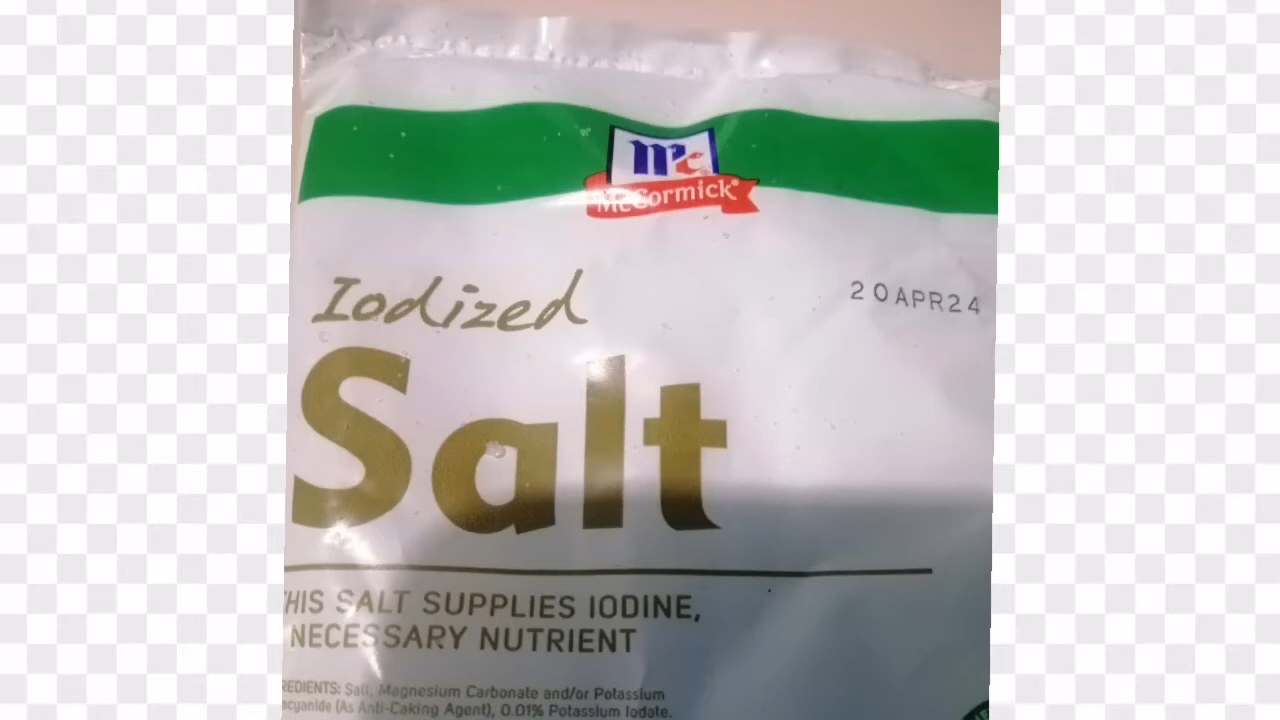 Mc
McCormick®
Iodized
20APR24
Salt
THIS SALT SUPPLIES IODINE,
NECESSARY NUTRIENT
REDIENTS: Salt, Magnesium Carbonate and/or Potassium
acyanide (As Anti-Caking Agent), 0.01% Potassium Iodate.